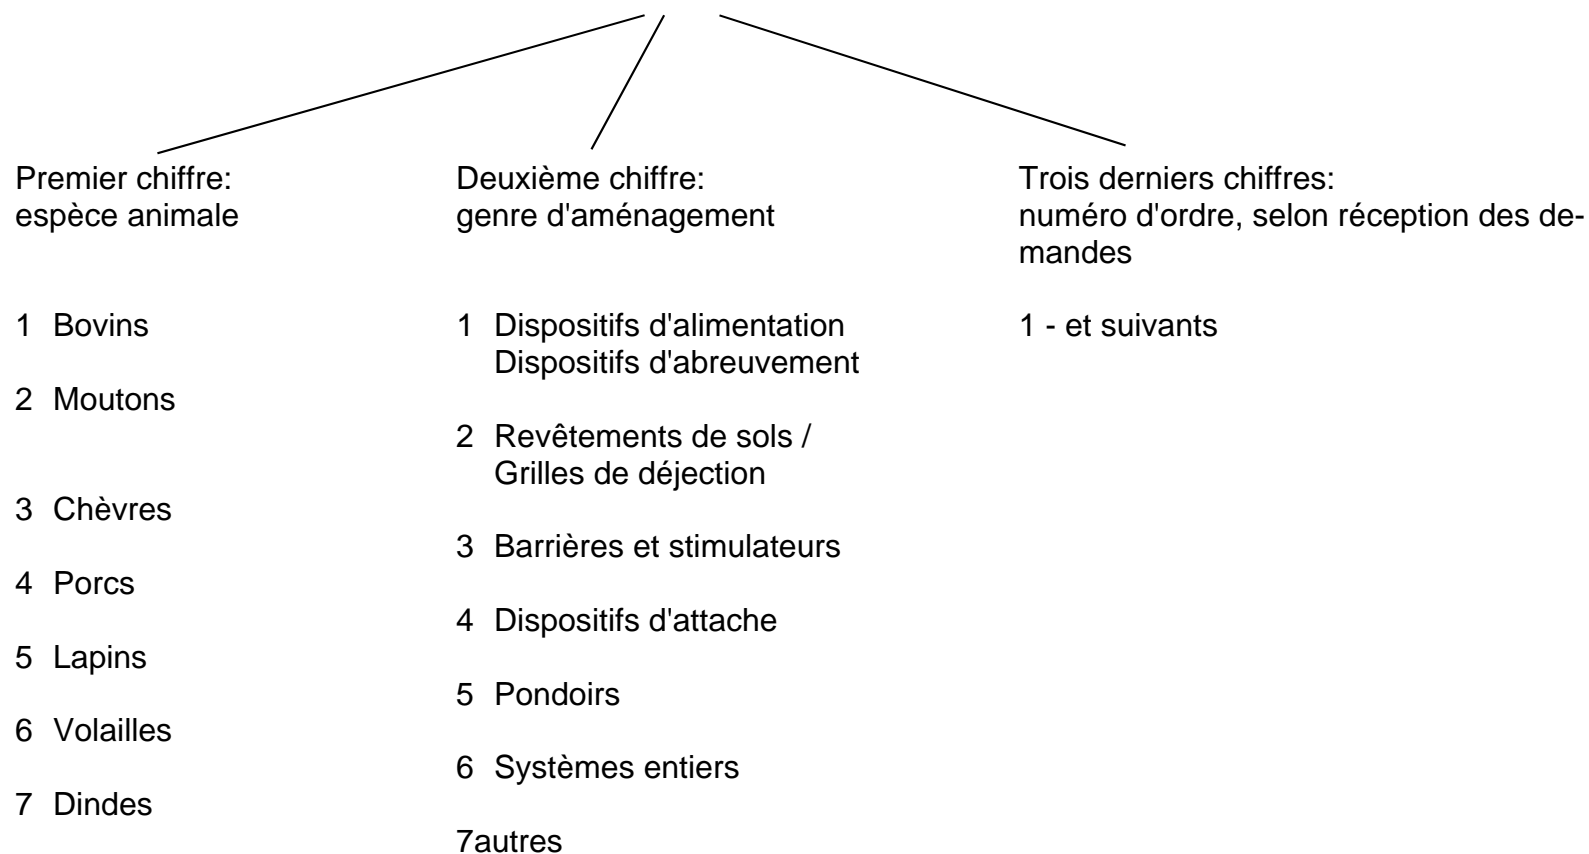 Premier chiffre:
espèce animale
1 Bovins
2 Moutons
3 Chèvres
4 Porcs
5 Lapins
6 Volailles
7 Dindes
Deuxième chiffre:
genre d'aménagement
1 Dispositifs d'alimentation
Dispositifs d'abreuvement
2 Revêtements de sols /
Grilles de déjection
3 Barrières et stimulateurs
4 Dispositifs d'attache
5 Pondoirs
6 Systèmes entiers
7autres
Trois derniers chiffres:
numéro d'ordre, selon réception des de-
mandes
1 - et suivants